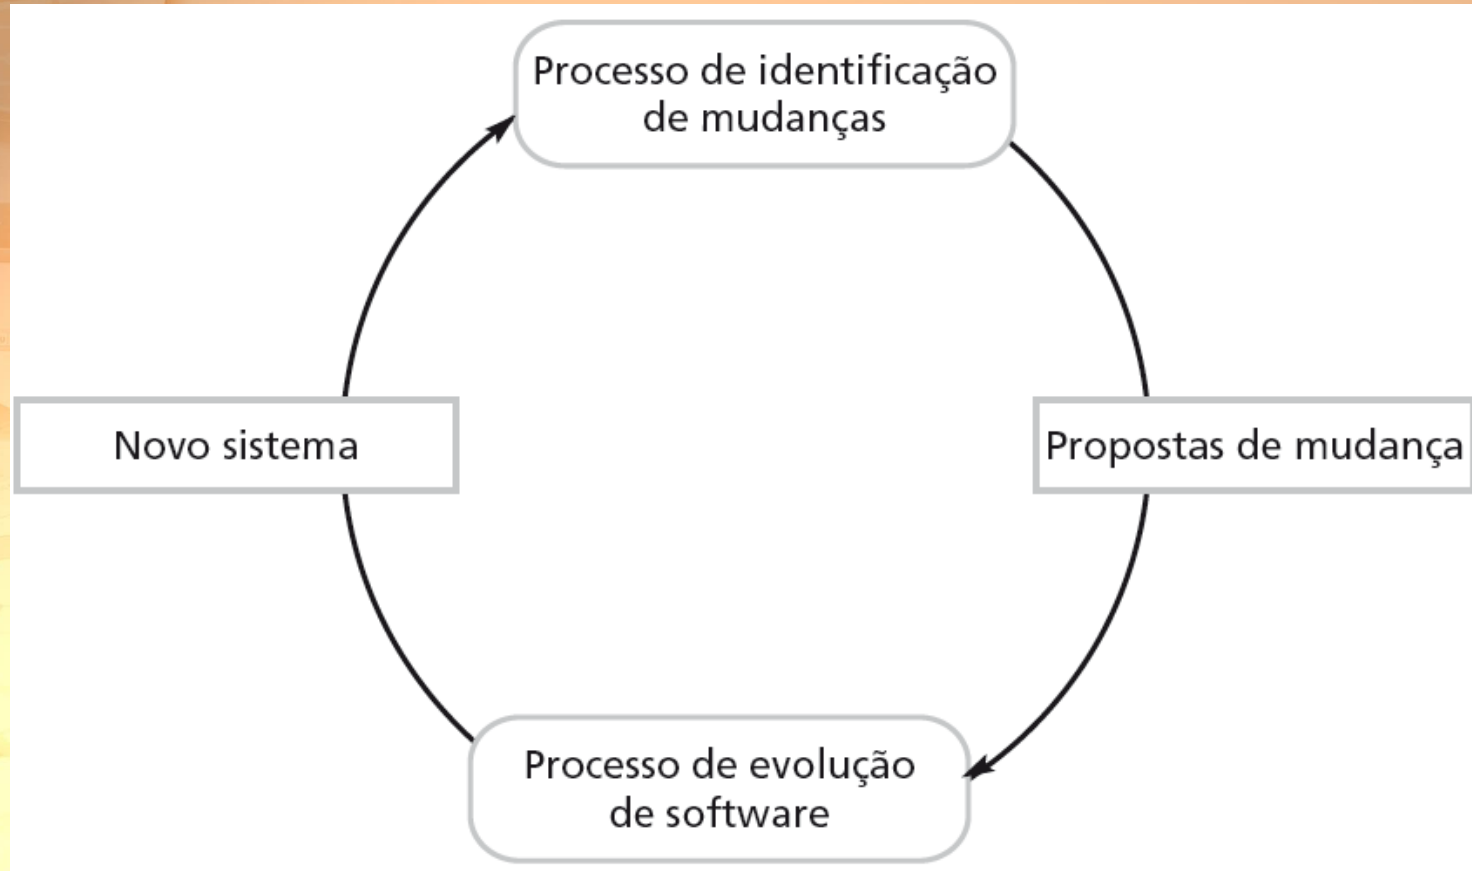 Processo de identificação
de mudanças
Novo sistema
Propostas de mudança
Processo de evolução
de software